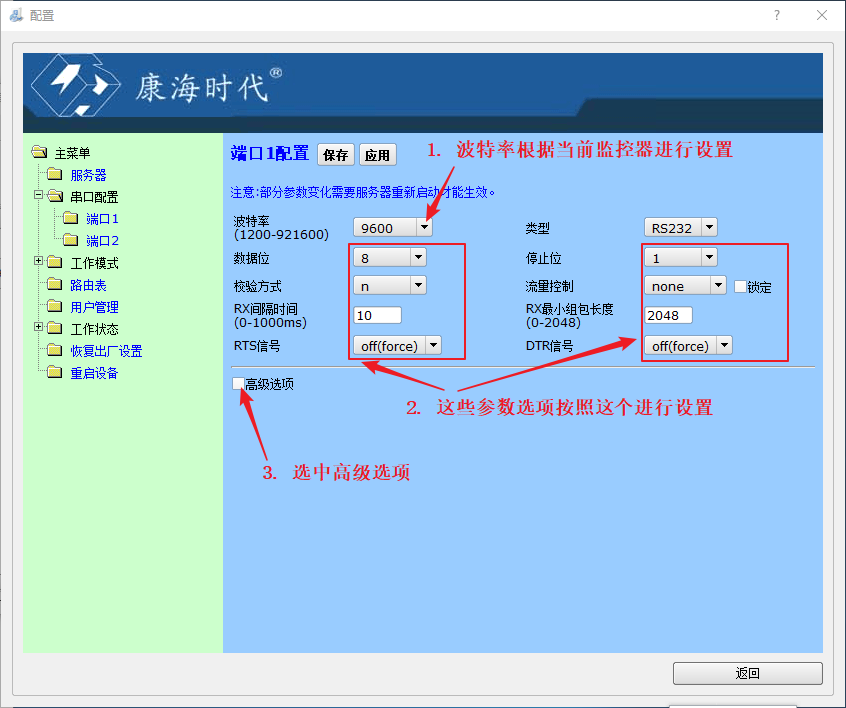 配置
康海时代®
主菜单
服务器
串口配置
端口1
端口2
工作模式
路由表
用户管理
工作状态
恢复出厂设置
重启设备
端口1配置 保存 应用
1. 波特率根据当前监控器进行设置
注意:部分参数变化需要服务器重新启动才能生效。
波特率
(1200-921600) 9600 类型 RS232
数据位 8 停止位 1
校验方式 n 流量控制 none 锁定
RX间隔时间
(0-1000ms) 10 RX最小组包长度
(0-2048) 2048
RTS信号 off(force) DTR信号 off(force)
高级选项
2. 这些参数选项按照这个进行设置
3. 选中高级选项
返回